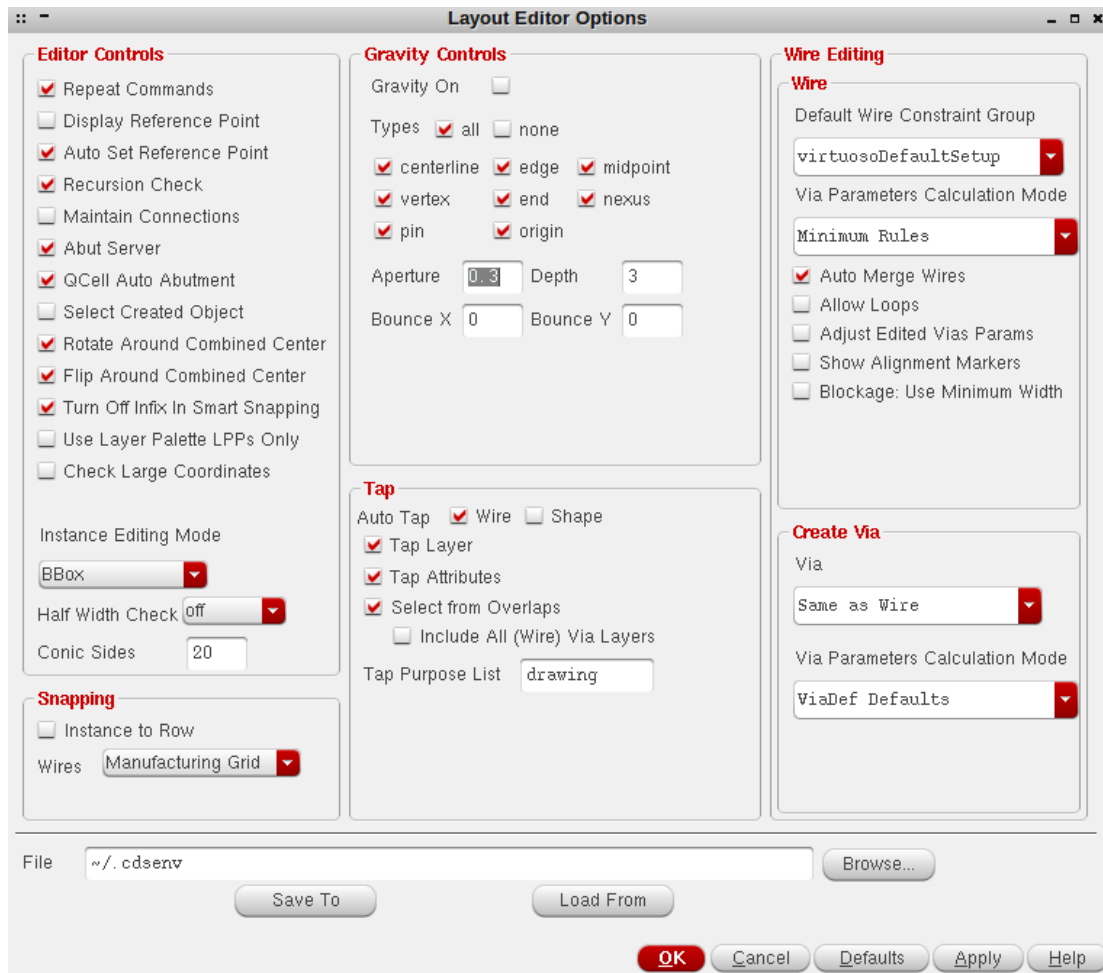 Layout Editor Options
Editor Controls
Repeat Commands
Display Reference Point
Auto Set Reference Point
Recursion Check
Maintain Connections
Abut Server
QCell Auto Abutment
Select Created Object
Rotate Around Combined Center
Flip Around Combined Center
Turn Off Infix In Smart Snapping
Use Layer Palette LPPs Only
Check Large Coordinates
Instance Editing Mode
BBox
Half Width Check off
Conic Sides 20
Snapping
Instance to Row
Wires Manufacturing Grid
Gravity Controls
Gravity On
Types all none
centerline edge midpoint
vertex end nexus
pin origin
Aperture 0.3 Depth 3
Bounce X 0 Bounce Y 0
Tap
Auto Tap Wire Shape
Tap Layer
Tap Attributes
Select from Overlaps
Include All (Wire) Via Layers
Tap Purpose List drawing
Wire Editing
Wire
Default Wire Constraint Group
virtuosoDefaultSetup
Via Parameters Calculation Mode
Minimum Rules
Auto Merge Wires
Allow Loops
Adjust Edited Vias Params
Show Alignment Markers
Blockage: Use Minimum Width
Create Via
Via
Same as Wire
Via Parameters Calculation Mode
ViaDef Defaults
File ~/.cdsenv Browse...
Save To Load From
OK Cancel Defaults Apply Help